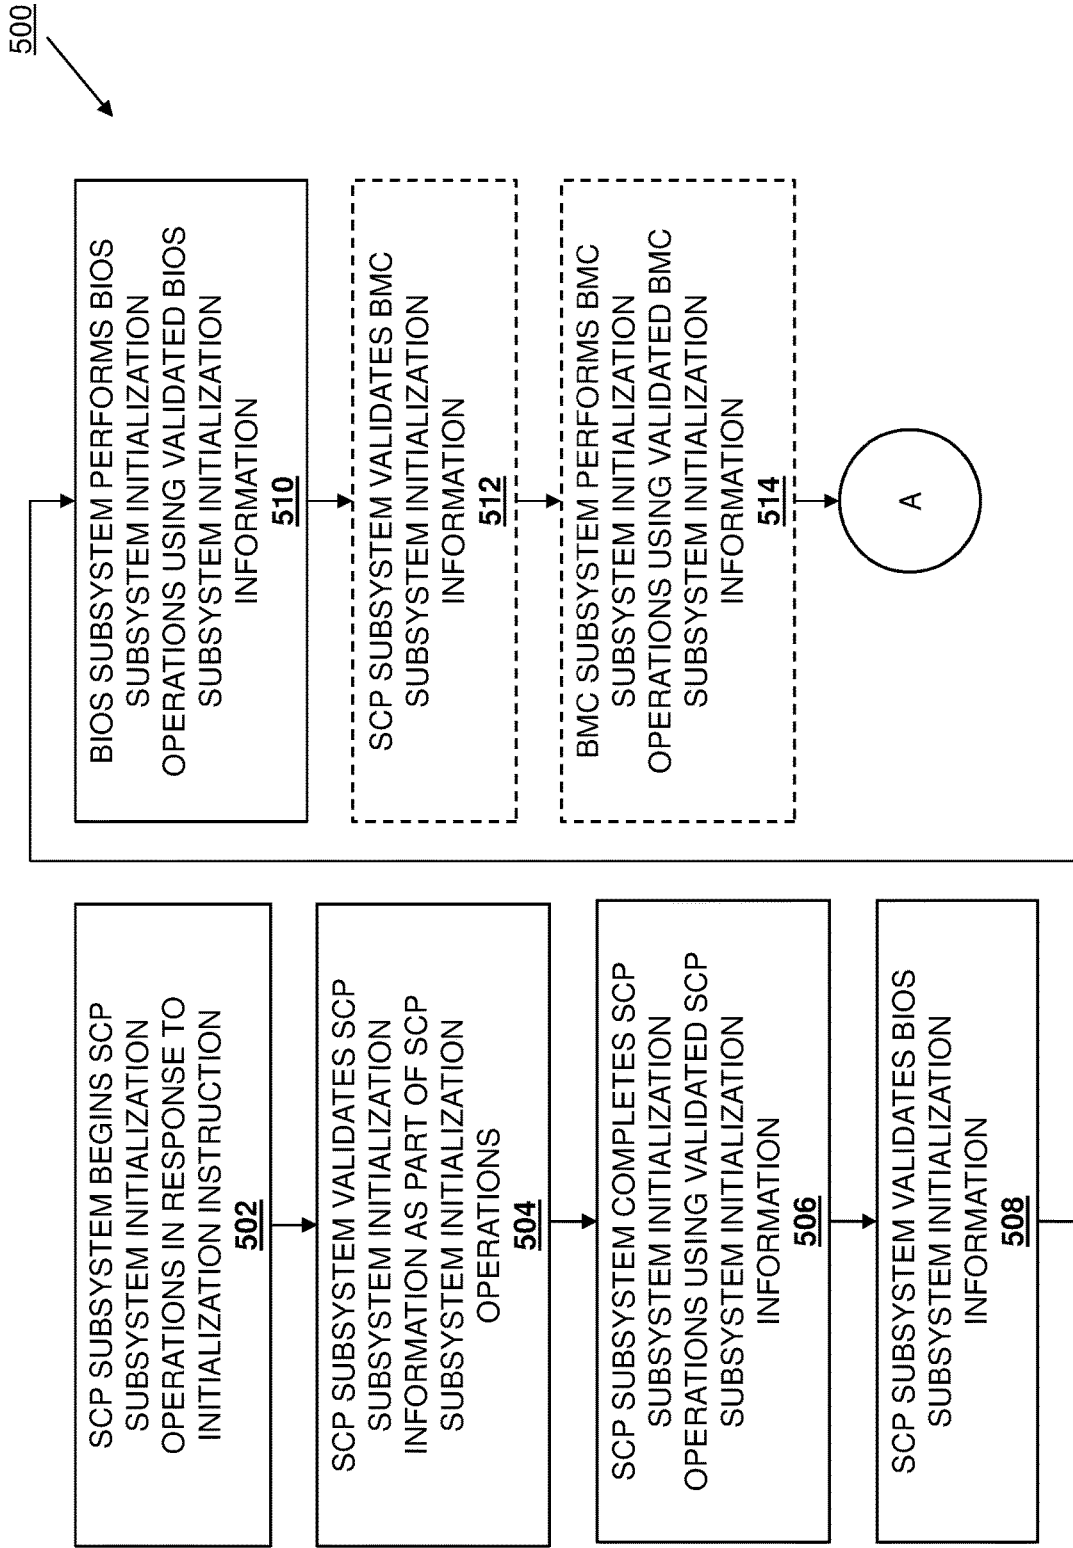 500
SCP SUBSYSTEM BEGINS SCP
SUBSYSTEM INITIALIZATION
OPERATIONS IN RESPONSE TO
INITIALIZATION INSTRUCTION
502
SCP SUBSYSTEM VALIDATES SCP
SUBSYSTEM INITIALIZATION
INFORMATION AS PART OF SCP
SUBSYSTEM INITIALIZATION
OPERATIONS
504
SCP SUBSYSTEM COMPLETES SCP
SUBSYSTEM INITIALIZATION
OPERATIONS USING VALIDATED SCP
SUBSYSTEM INITIALIZATION
INFORMATION
506
SCP SUBSYSTEM VALIDATES BIOS
SUBSYSTEM INITIALIZATION
INFORMATION
508
BIOS SUBSYSTEM PERFORMS BIOS
SUBSYSTEM INITIALIZATION
OPERATIONS USING VALIDATED BIOS
SUBSYSTEM INITIALIZATION
INFORMATION
510
SCP SUBSYSTEM VALIDATES BMC
SUBSYSTEM INITIALIZATION
INFORMATION
512
BMC SUBSYSTEM PERFORMS BMC
SUBSYSTEM INITIALIZATION
OPERATIONS USING VALIDATED BMC
SUBSYSTEM INITIALIZATION
INFORMATION
514
A